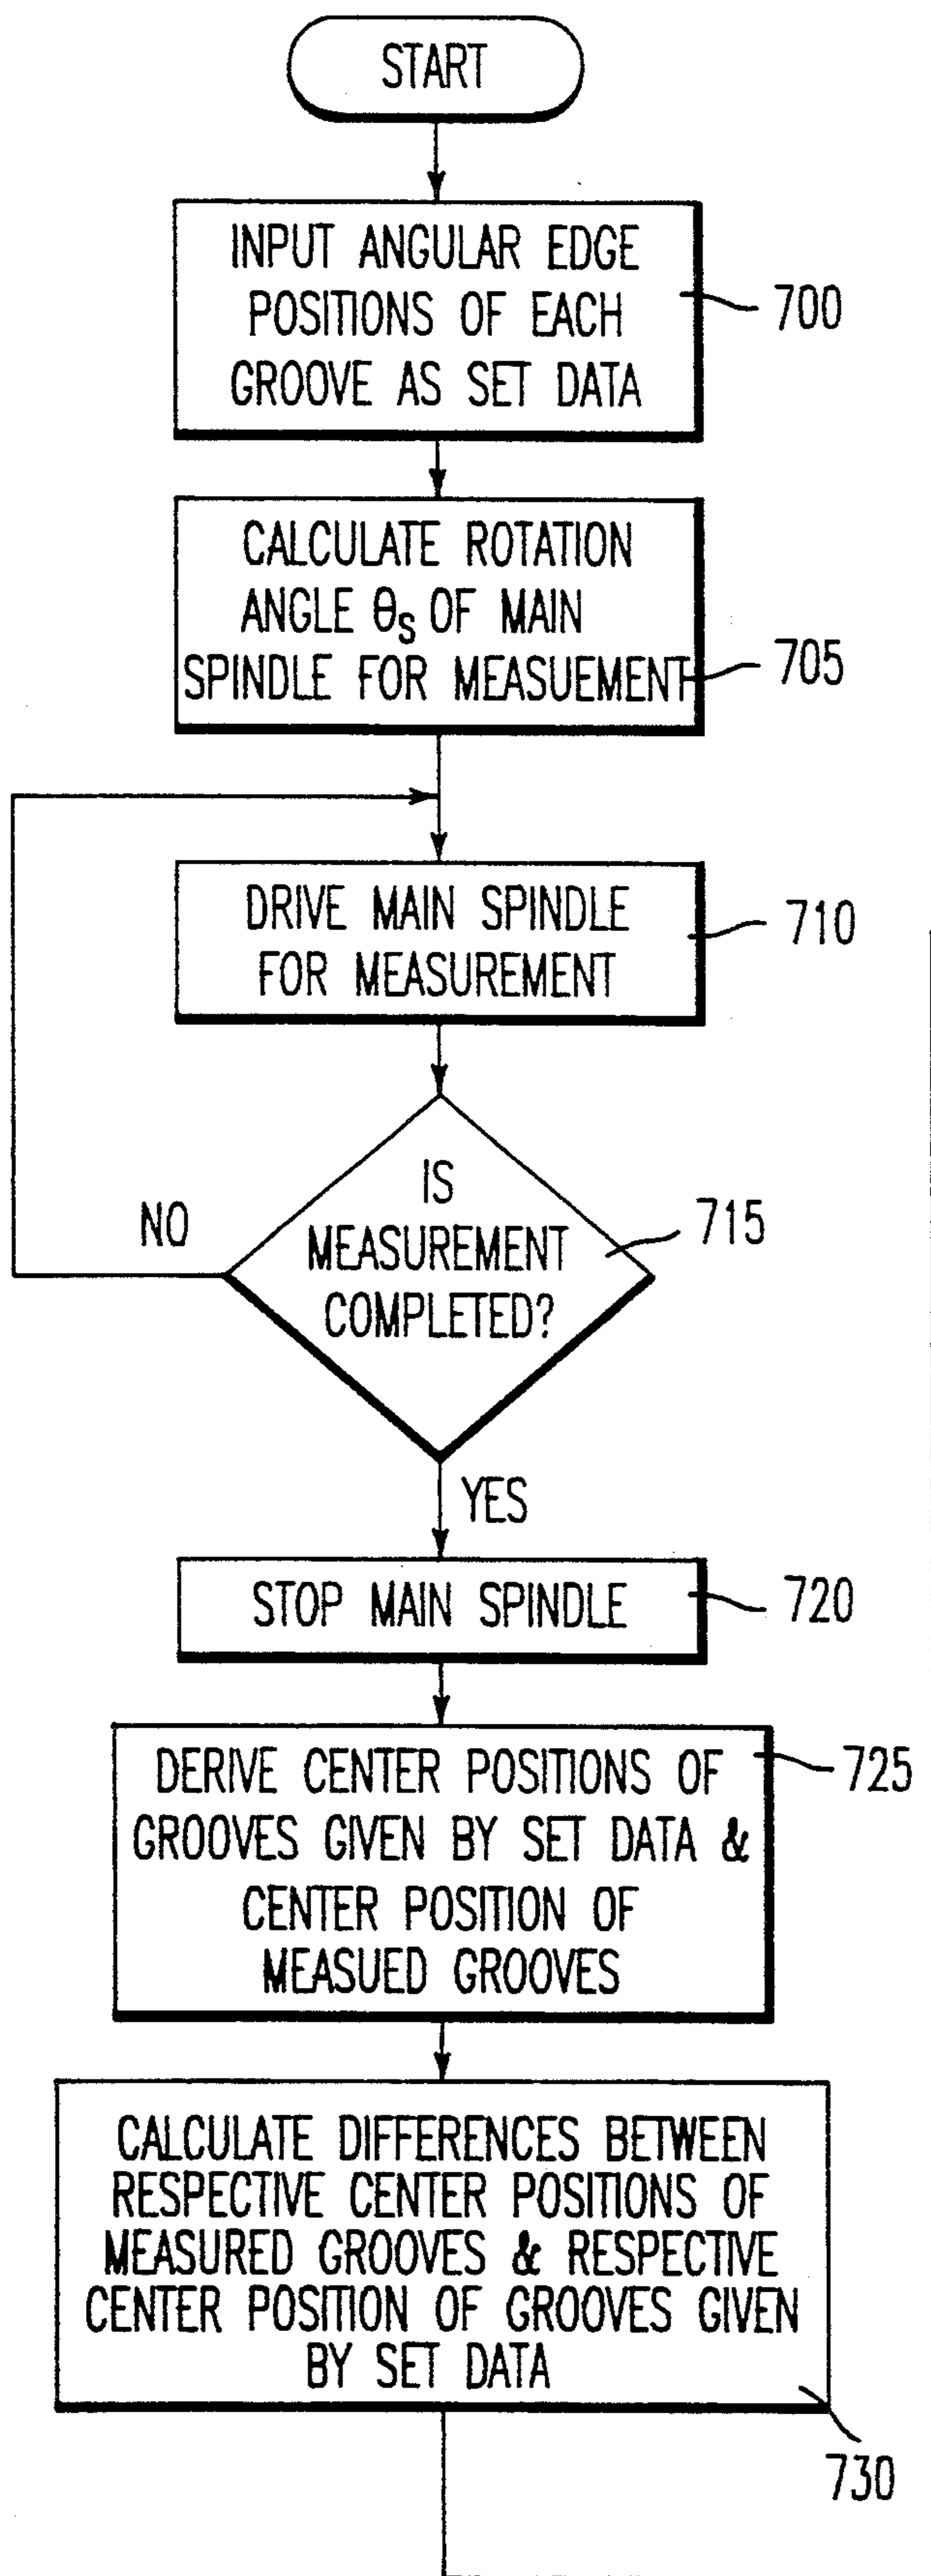 START
INPUT ANGULAR EDGE
POSITIONS OF EACH
GROOVE AS SET DATA
700
CALCULATE ROTATION
ANGLE θS OF MAIN
SPINDLE FOR MEASUEMENT
705
DRIVE MAIN SPINDLE
FOR MEASUREMENT
710
IS
MEASUREMENT
COMPLETED?
715
NO
YES
STOP MAIN SPINDLE
720
DERIVE CENTER POSITIONS OF
GROOVES GIVEN BY SET DATA &
CENTER POSITION OF
MEASUED GROOVES
725
CALCULATE DIFFERENCES BETWEEN
RESPECTIVE CENTER POSITIONS OF
MEASURED GROOVES & RESPECTIVE
CENTER POSITION OF GROOVES GIVEN
BY SET DATA
730